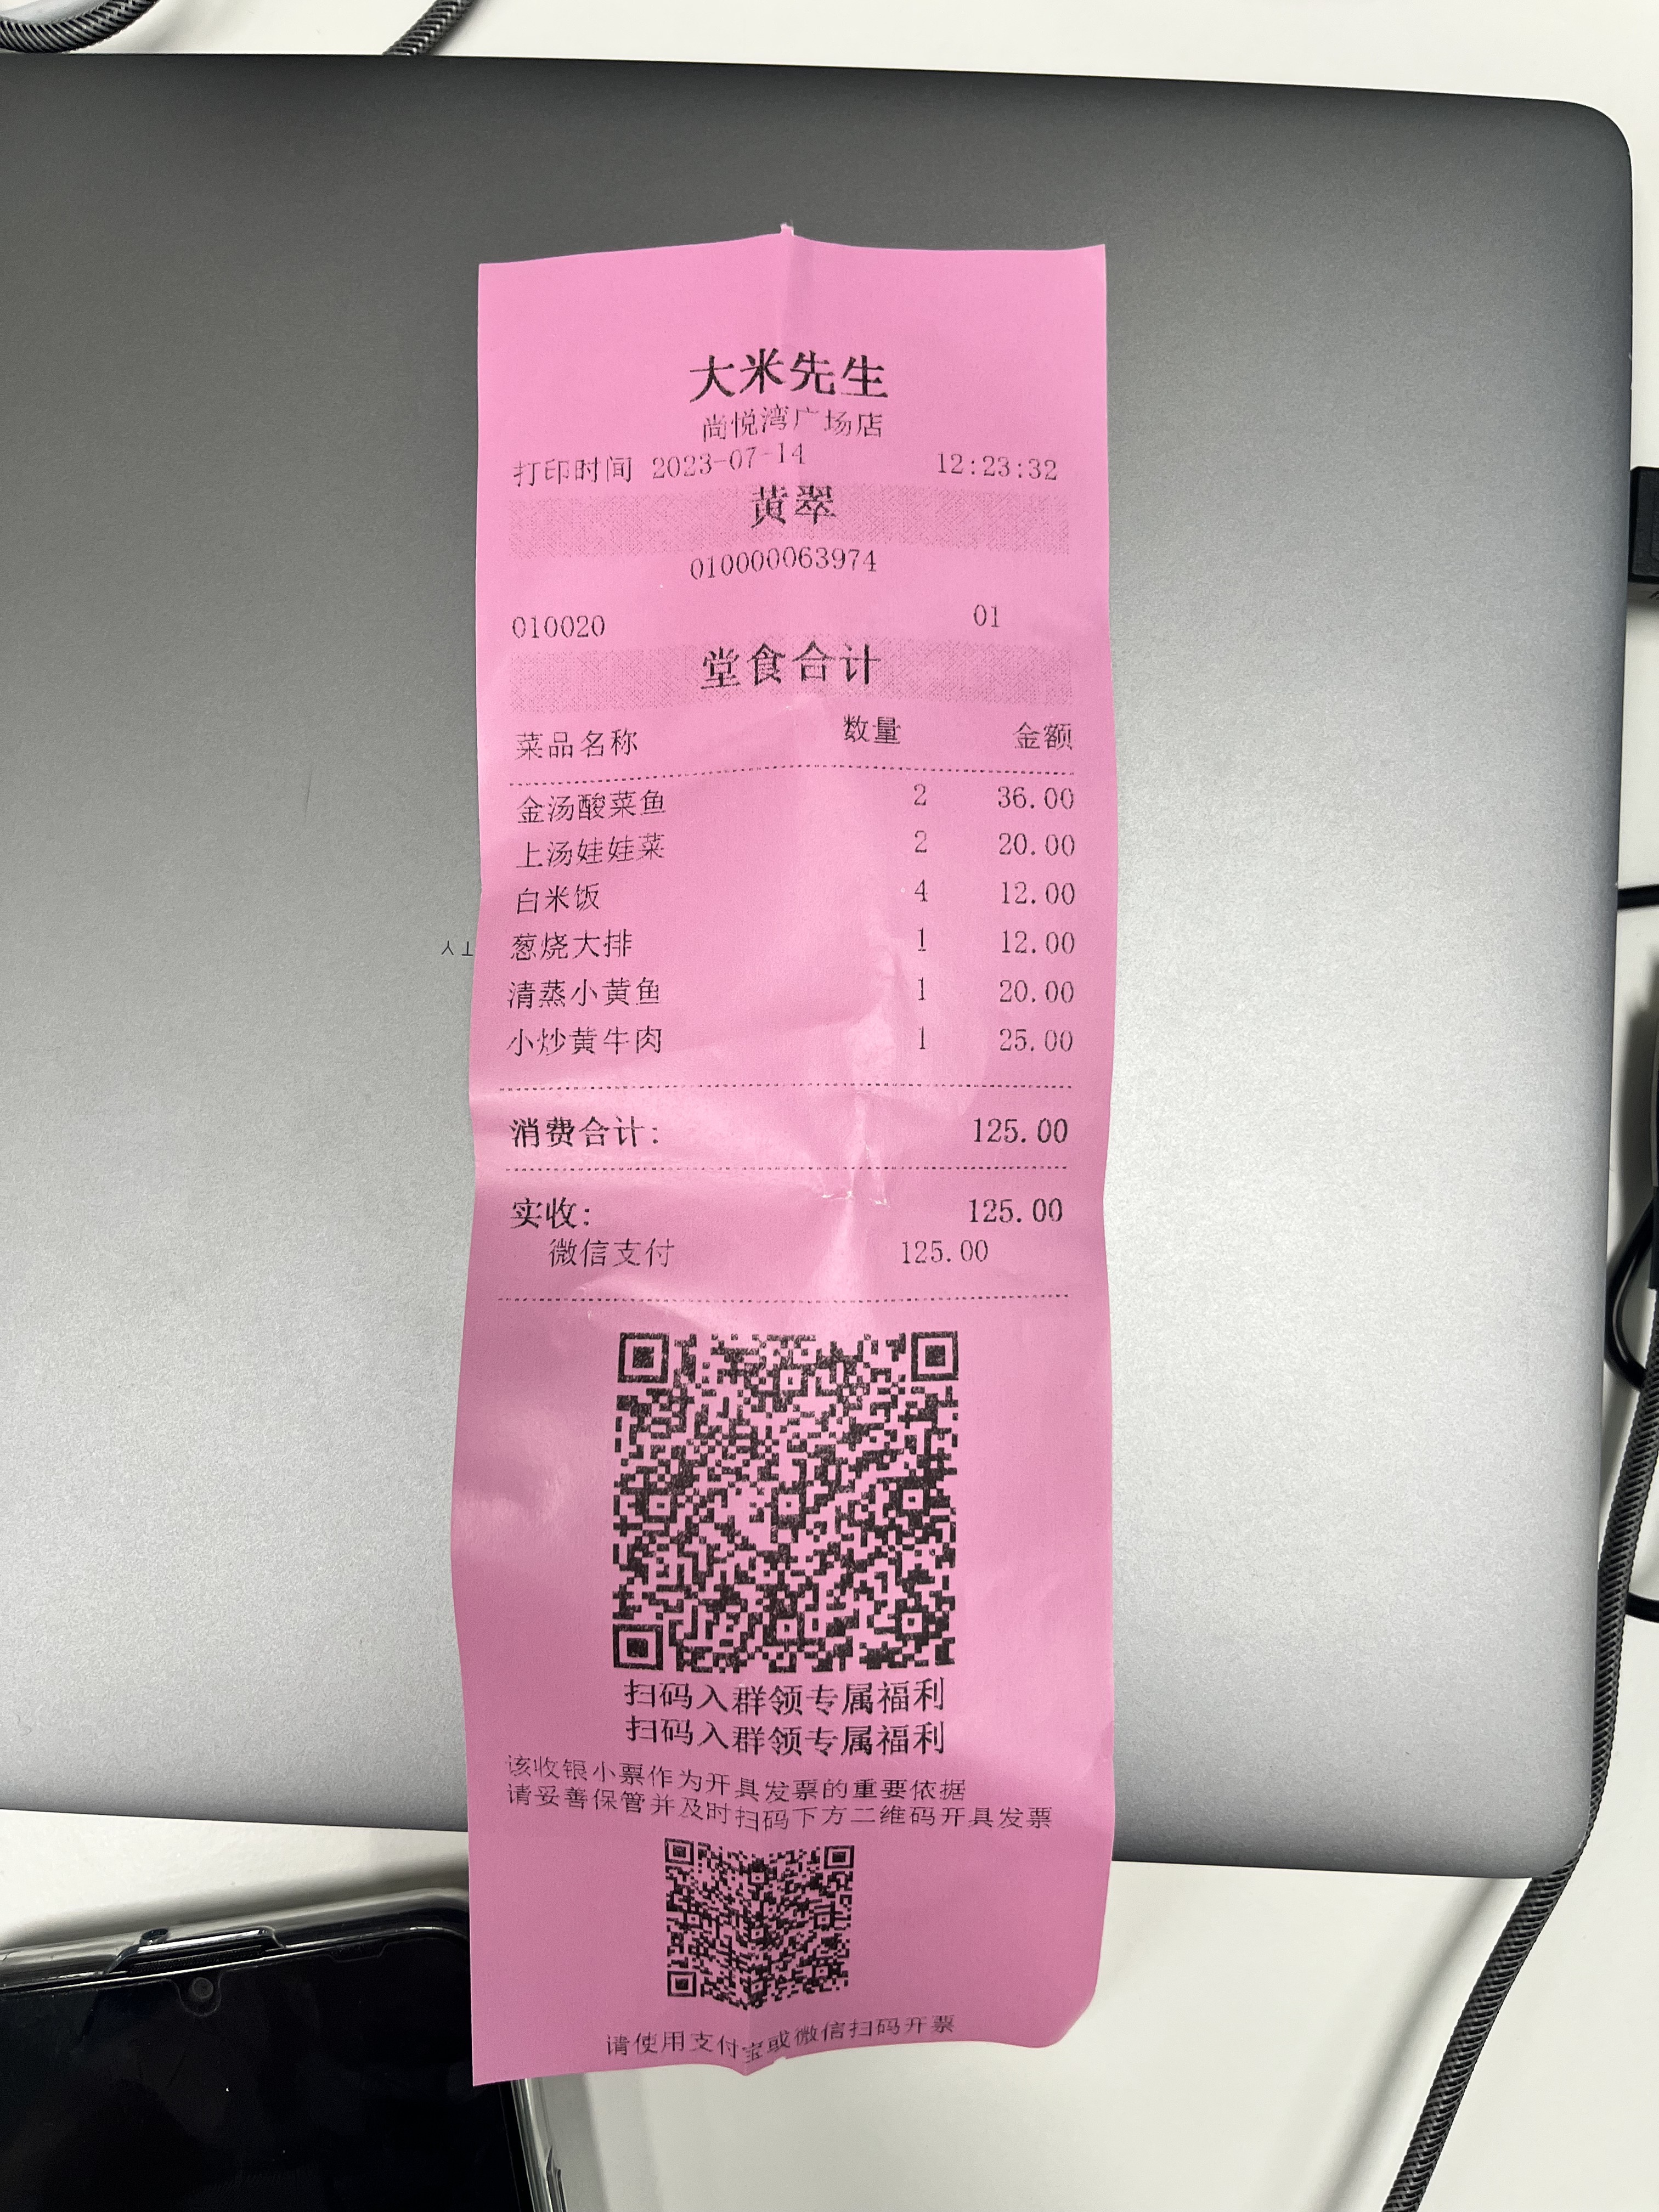 大米先生
尚悦湾广场店
打印时间 2023-07-14 12:23:32
黄翠
010000063974
010020 01
堂食合计
菜品名称 数量 金额
金汤酸菜鱼 2 36.00
上汤娃娃菜 2 20.00
白米饭 4 12.00
葱烧大排 1 12.00
清蒸小黄鱼 1 20.00
小炒黄牛肉 1 25.00
消费合计: 125.00
实收: 125.00
微信支付 125.00
扫码入群领专属福利
扫码入群领专属福利
该收银小票作为开具发票的重要依据
请妥善保管并及时扫码下方二维码开具发票
请使用支付宝或微信扫码开票